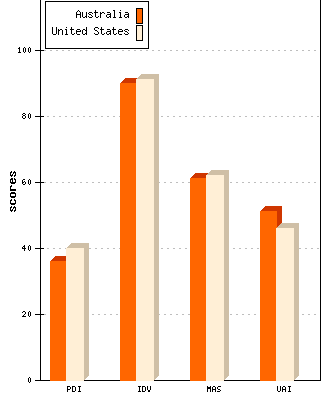 Australia
United States
100
80
60
40
20
0
scores
PDI IDV MAS UAI